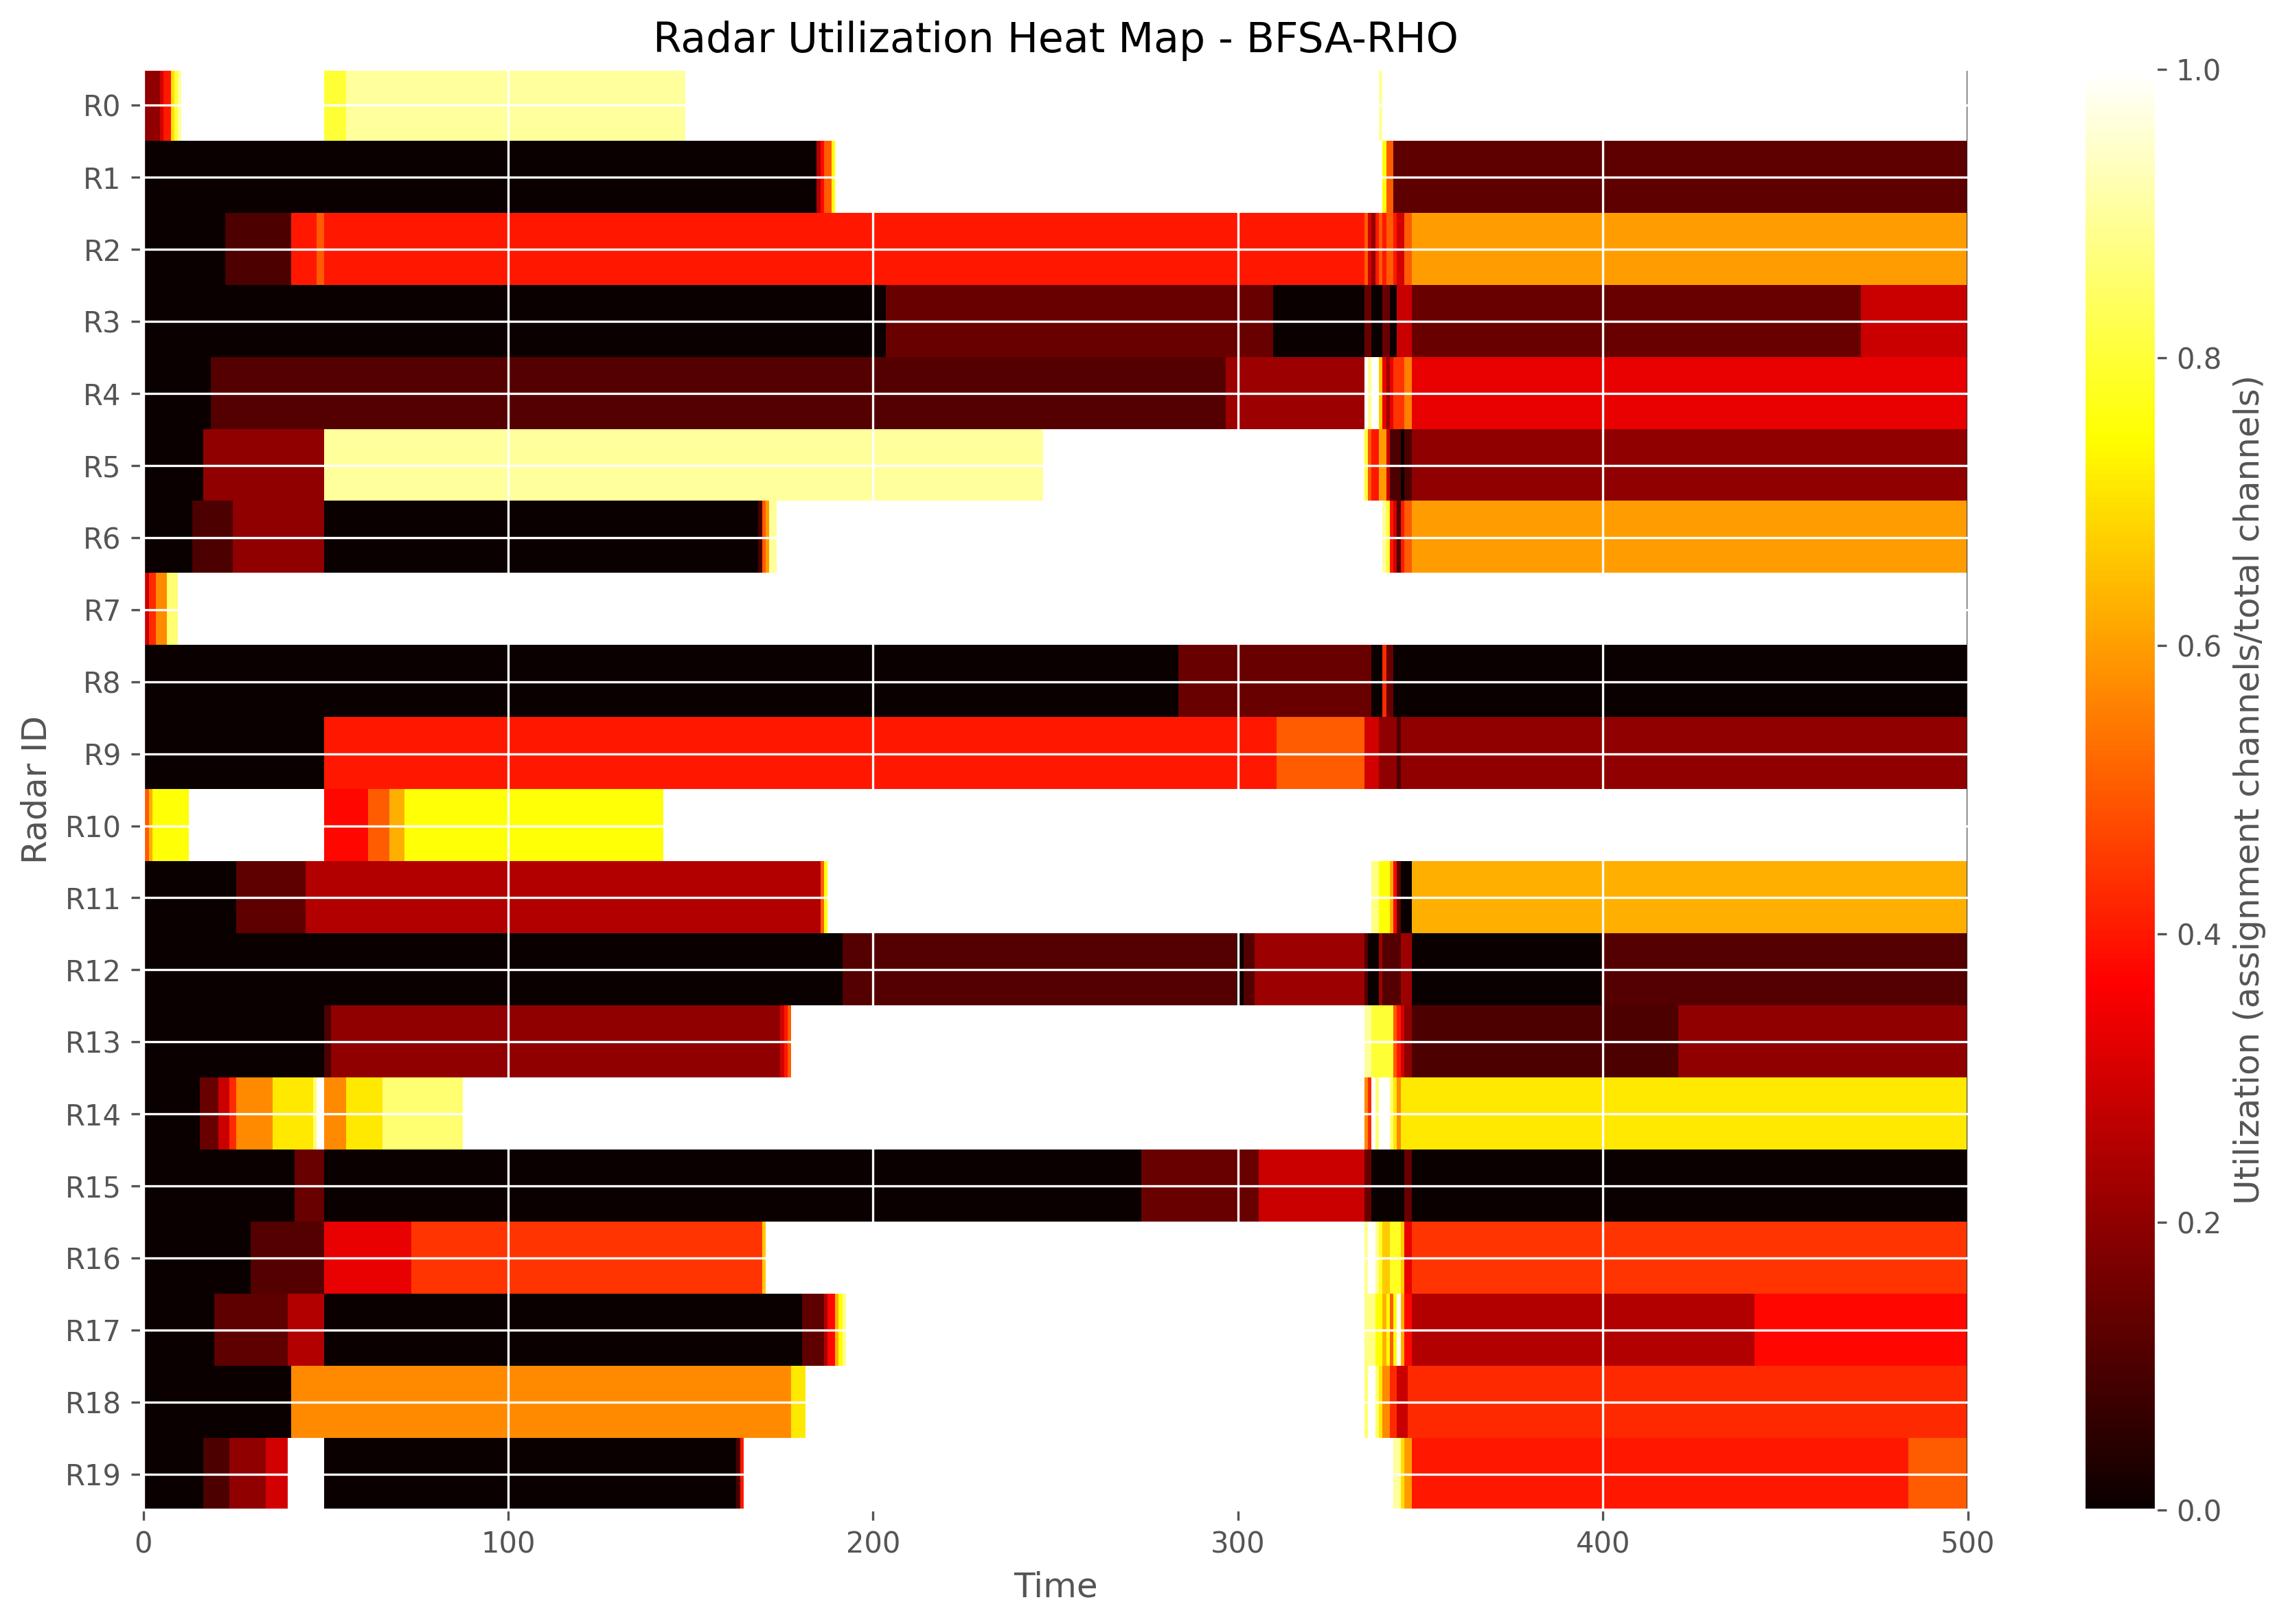 Radar Utilization Heat Map - BFSA-RHO
R0
R1
R2
R3
R4
R5
R6
R7
R8
R9
R10
R11
R12
R13
R14
R15
R16
R17
R18
R19
Radar ID
0
100
200
300
400
500
Time
1.0
0.8
0.6
0.4
0.2
0.0
Utilization (assignment channels/total channels)